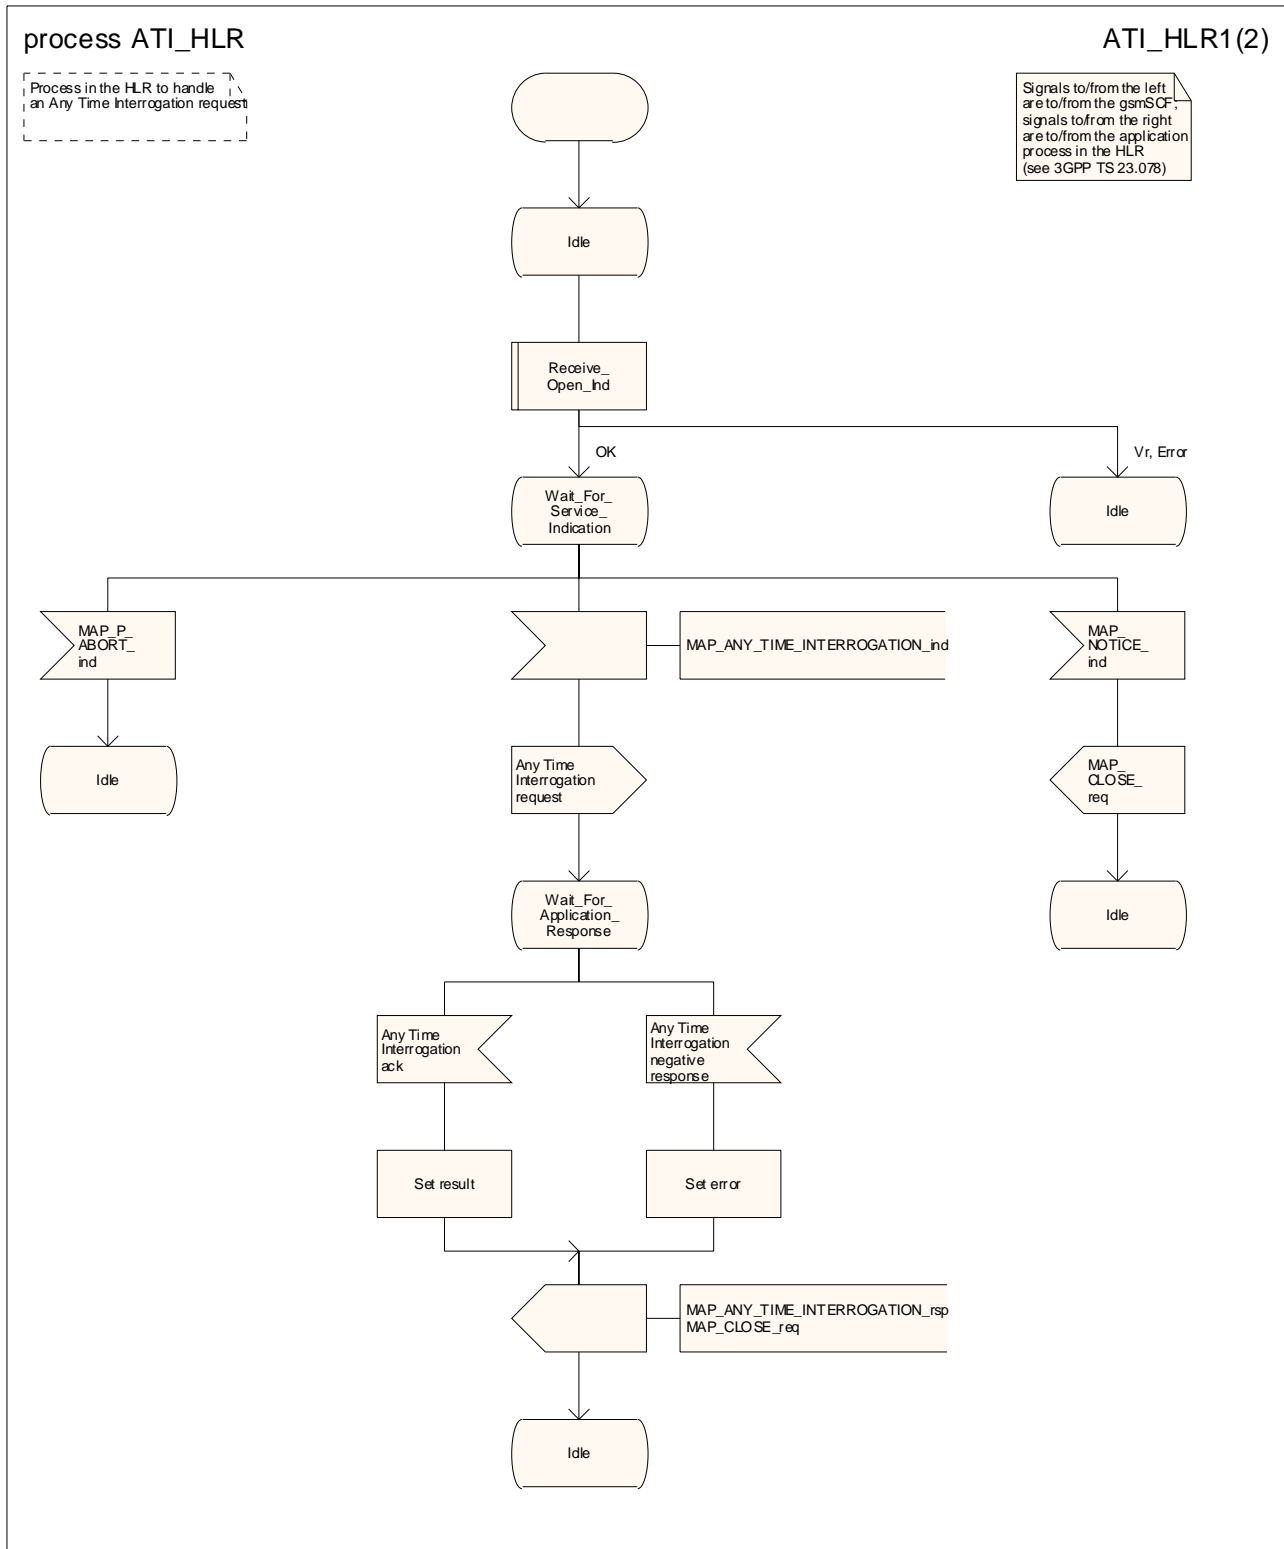 process ATI_HLR
ATI_HLR1(2)
Process in the HLR to handle
an Any Time Interrogation request
Signals to/from the left
are to/from the gsmSCF;
signals to/from the right
are to/from the application
process in the HLR
(see 3GPP TS 23.078)
Idle
Receive_
Open_Ind
OK
Vr, Error
Wait_For_
Service_
Indication
Idle
MAP_P_
ABORT_
ind
MAP_ANY_TIME_INTERROGATION_ind
MAP_
NOTICE_
ind
Idle
Any Time
Interrogation
request
MAP_
CLOSE_
req
Wait_For_
Application_
Response
Idle
Any Time
Interrogation
ack
Any Time
Interrogation
negative
response
Set result
Set error
MAP_ANY_TIME_INTERROGATION_rsp
MAP_CLOSE_req
Idle